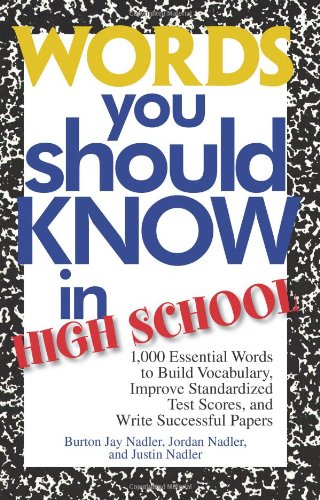 WORDS
you
should
KNOW
in
HIGH SCHOOL
1,000 Essential Words
to Build Vocabulary,
Improve Standardized
Test Scores, and
Write Successful Papers
Burton Jay Nadler, Jordan Nadler,
and Justin Nadler